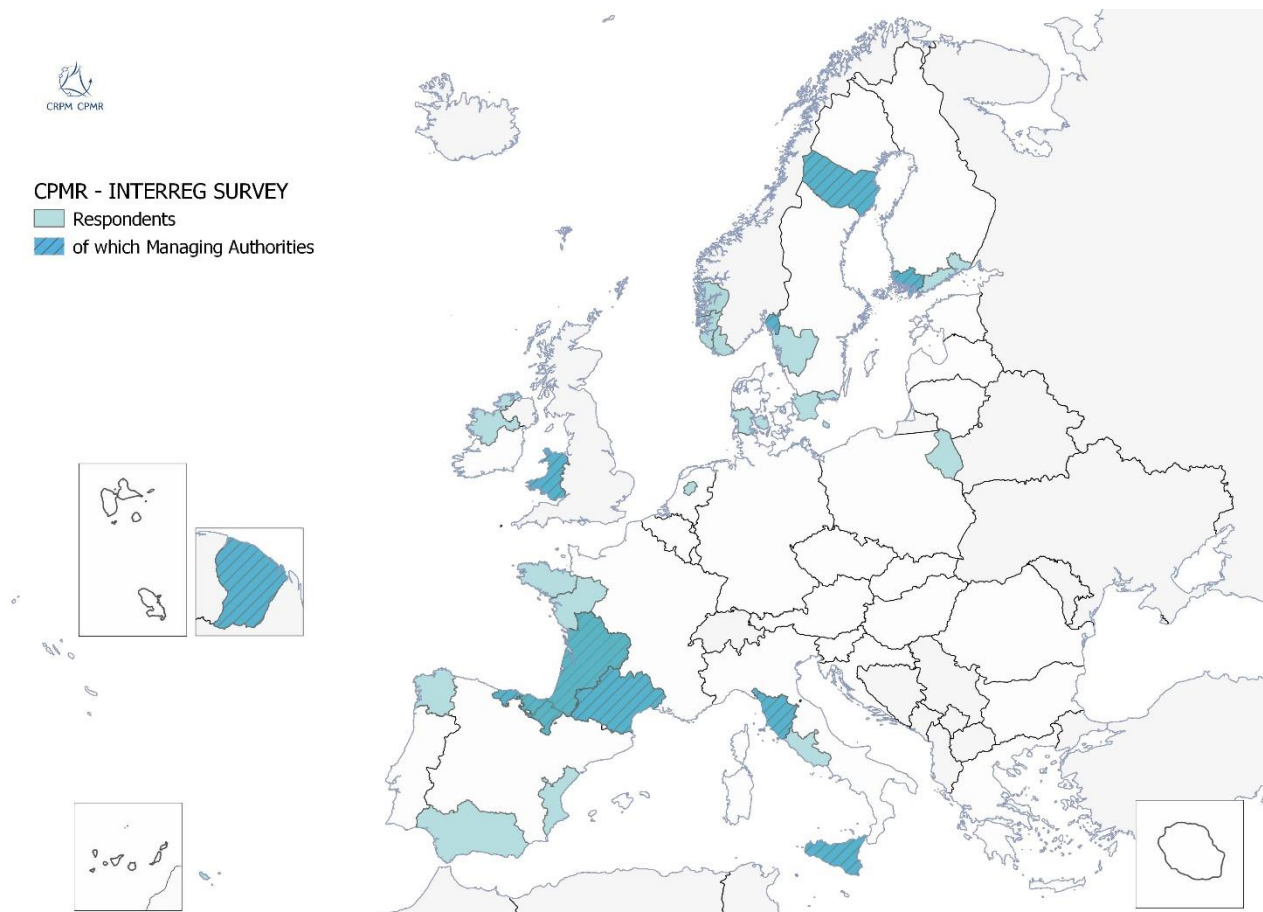 CRPM CPMR
CPMR - INTERREG SURVEY
Respondents
of which Managing Authorities